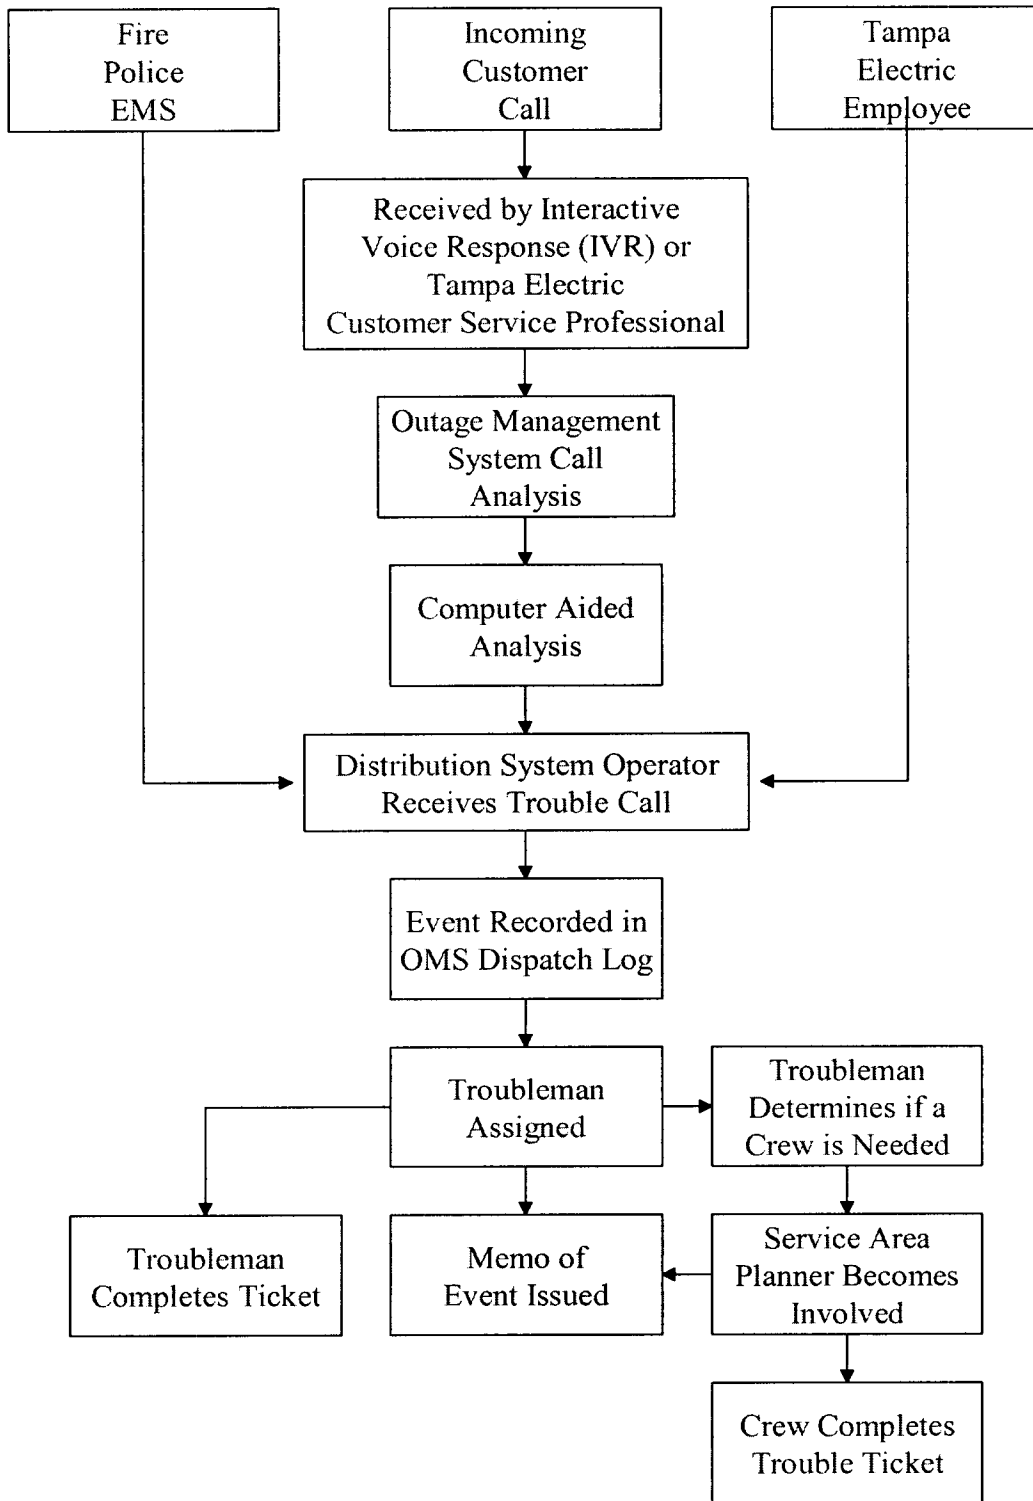 Fire
Police
EMS
Incoming
Customer
Call
Tampa
Electric
Employee
Received by Interactive
Voice Response (IVR) or
Tampa Electric
Customer Service Professional
Outage Management
System Call
Analysis
Computer Aided
Analysis
Distribution System Operator
Receives Trouble Call
Event Recorded in
OMS Dispatch Log
Troubleman
Assigned
Troubleman
Determines if a
Crew is Needed
Troubleman
Completes Ticket
Memo of
Event Issued
Service Area
Planner Becomes
Involved
Crew Completes
Trouble Ticket